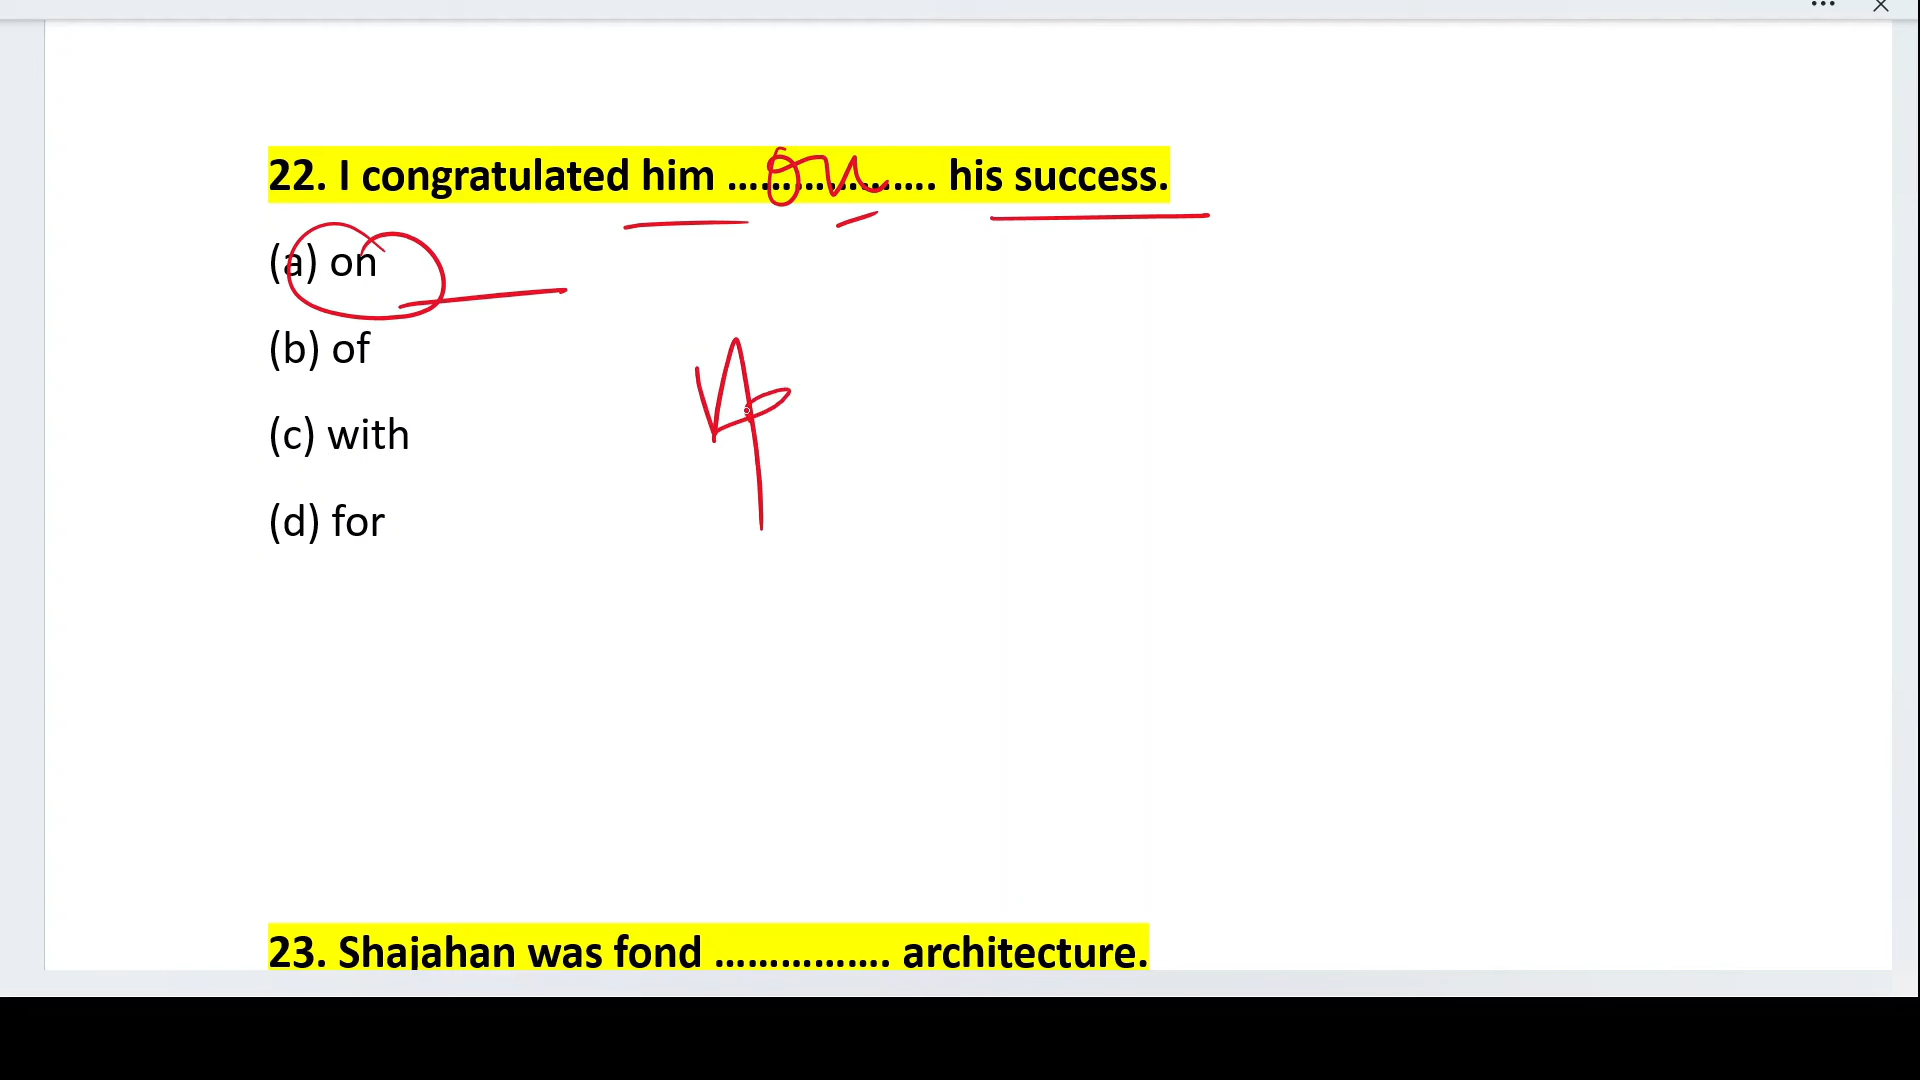 22. I congratulated him ....on.... his success.
(a) on
(b) of
(c) with
(d) for
23. Shajahan was fond ................ architecture.